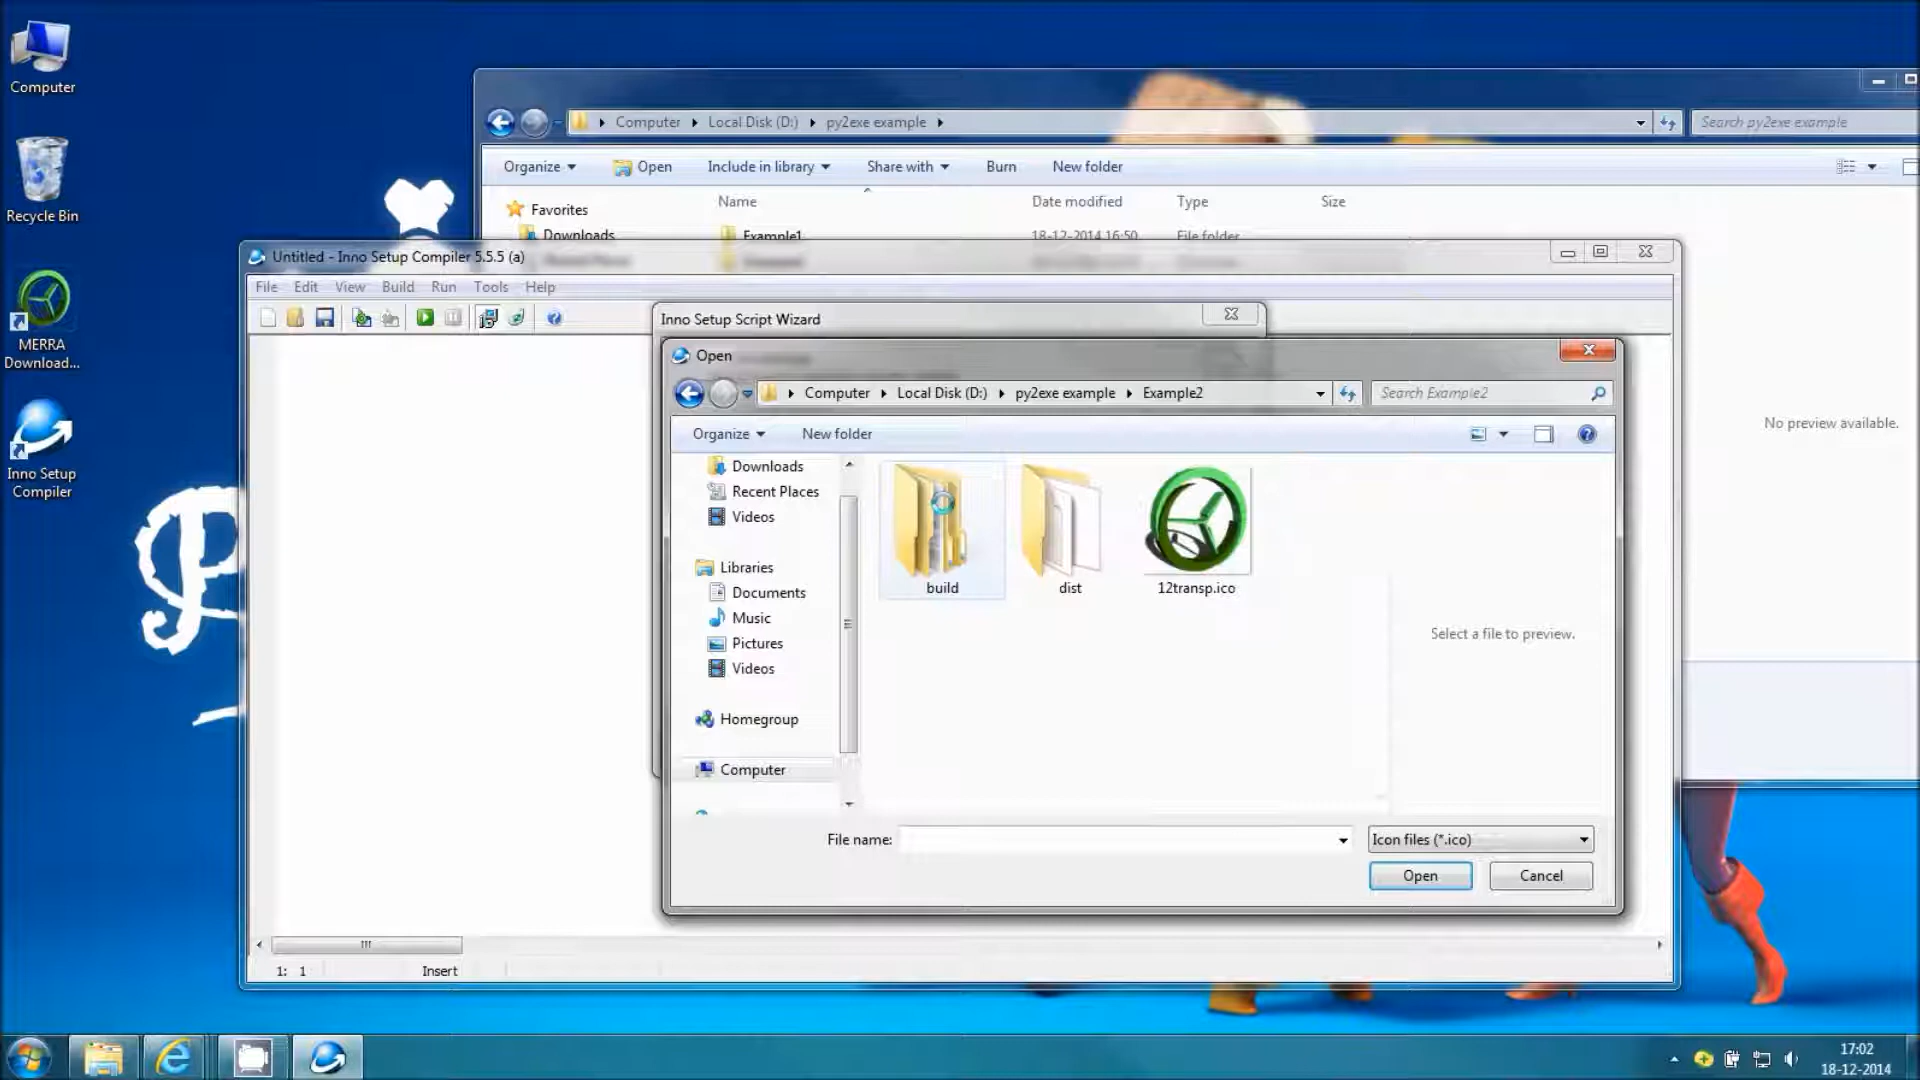 Computer
Recycle Bin
MERRA
Download...
Inno Setup
Compiler
Computer
Local Disk (D:)
py2exe example
Search py2exe example
Organize
Open
Include in library
Share with
Burn
New folder
Name
Date modified
Type
Size
Favorites
Downloads
Example1
18-12-2014 16:50
File folder
No preview available.
Untitled - Inno Setup Compiler 5.5.5 (a)
File Edit View Build Run Tools Help
Inno Setup Script Wizard
Open
Computer
Local Disk (D:)
py2exe example
Example2
Search Example2
Organize
New folder
Downloads
Recent Places
Videos
Libraries
Documents
Music
Pictures
Videos
Homegroup
Computer
build
dist
12transp.ico
Select a file to preview.
File name:
Icon files (*.ico)
Open
Cancel
1: 1
Insert
17:02
18-12-2014